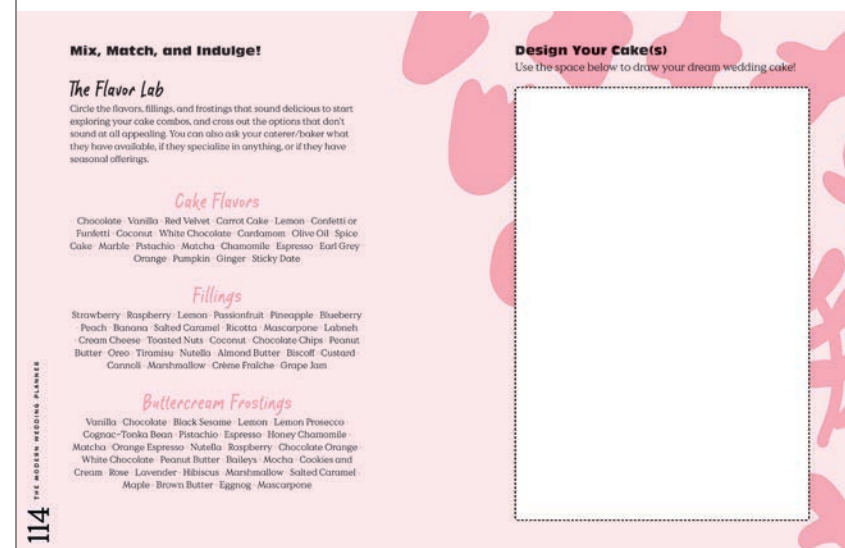 Mix, Match, and Indulge!
The Flavor Lab
Circle the flavors, fillings, and frostings that sound delicious to start
exploring your cake combos, and cross out the options that don't
sound at all appealing. You can also ask your caterer/baker what
they have available, if they specialize in anything, or if they have
seasonal offerings.
Cake Flavors
Chocolate · Vanilla · Red Velvet · Carrot Cake · Lemon · Confetti or
Funfetti · Coconut · White Chocolate · Cardamom · Olive Oil · Spice
Cake · Marble · Pistachio · Matcha · Chamomile · Espresso · Earl Grey ·
Orange · Pumpkin · Ginger · Sticky Date
Fillings
Strawberry · Raspberry · Lemon · Passionfruit · Pineapple · Blueberry
· Peach · Banana · Salted Caramel · Ricotta · Mascarpone · Labneh
· Cream Cheese · Toasted Nuts · Coconut · Chocolate Chips · Peanut
Butter · Oreo · Tiramisu · Nutella · Almond Butter · Biscoff · Custard ·
Cannoli · Marshmallow · Crème Fraîche · Grape Jam
Buttercream Frostings
Vanilla · Chocolate · Black Sesame · Lemon · Lemon Prosecco ·
Cognac-Tonka Bean · Pistachio · Espresso · Honey Chamomile ·
Matcha · Orange Espresso · Nutella · Raspberry · Chocolate Orange ·
White Chocolate · Peanut Butter · Baileys · Mocha · Cookies and
Cream · Rose · Lavender · Hibiscus · Marshmallow · Salted Caramel ·
Maple · Brown Butter · Eggnog · Mascarpone
114 THE MODERN WEDDING PLANNER
Design Your Cake(s)
Use the space below to draw your dream wedding cake!